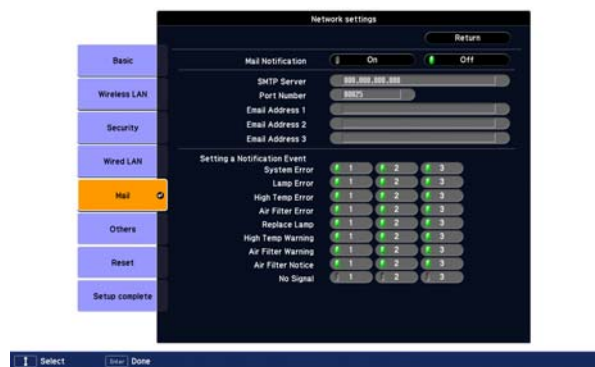 Network settings
Return
Basic
Wireless LAN
Security
Wired LAN
Mail
Others
Reset
Setup complete
Mail Notification On Off
SMTP Server 000.000.000.000
Port Number 00025
Email Address 1
Email Address 2
Email Address 3
Setting a Notification Event
System Error 1 2 3
Lamp Error 1 2 3
High Temp Error 1 2 3
Air Filter Error 1 2 3
Replace Lamp 1 2 3
High Temp Warning 1 2 3
Air Filter Warning 1 2 3
Air Filter Notice 1 2 3
No Signal 1 2 3
Select Enter Done